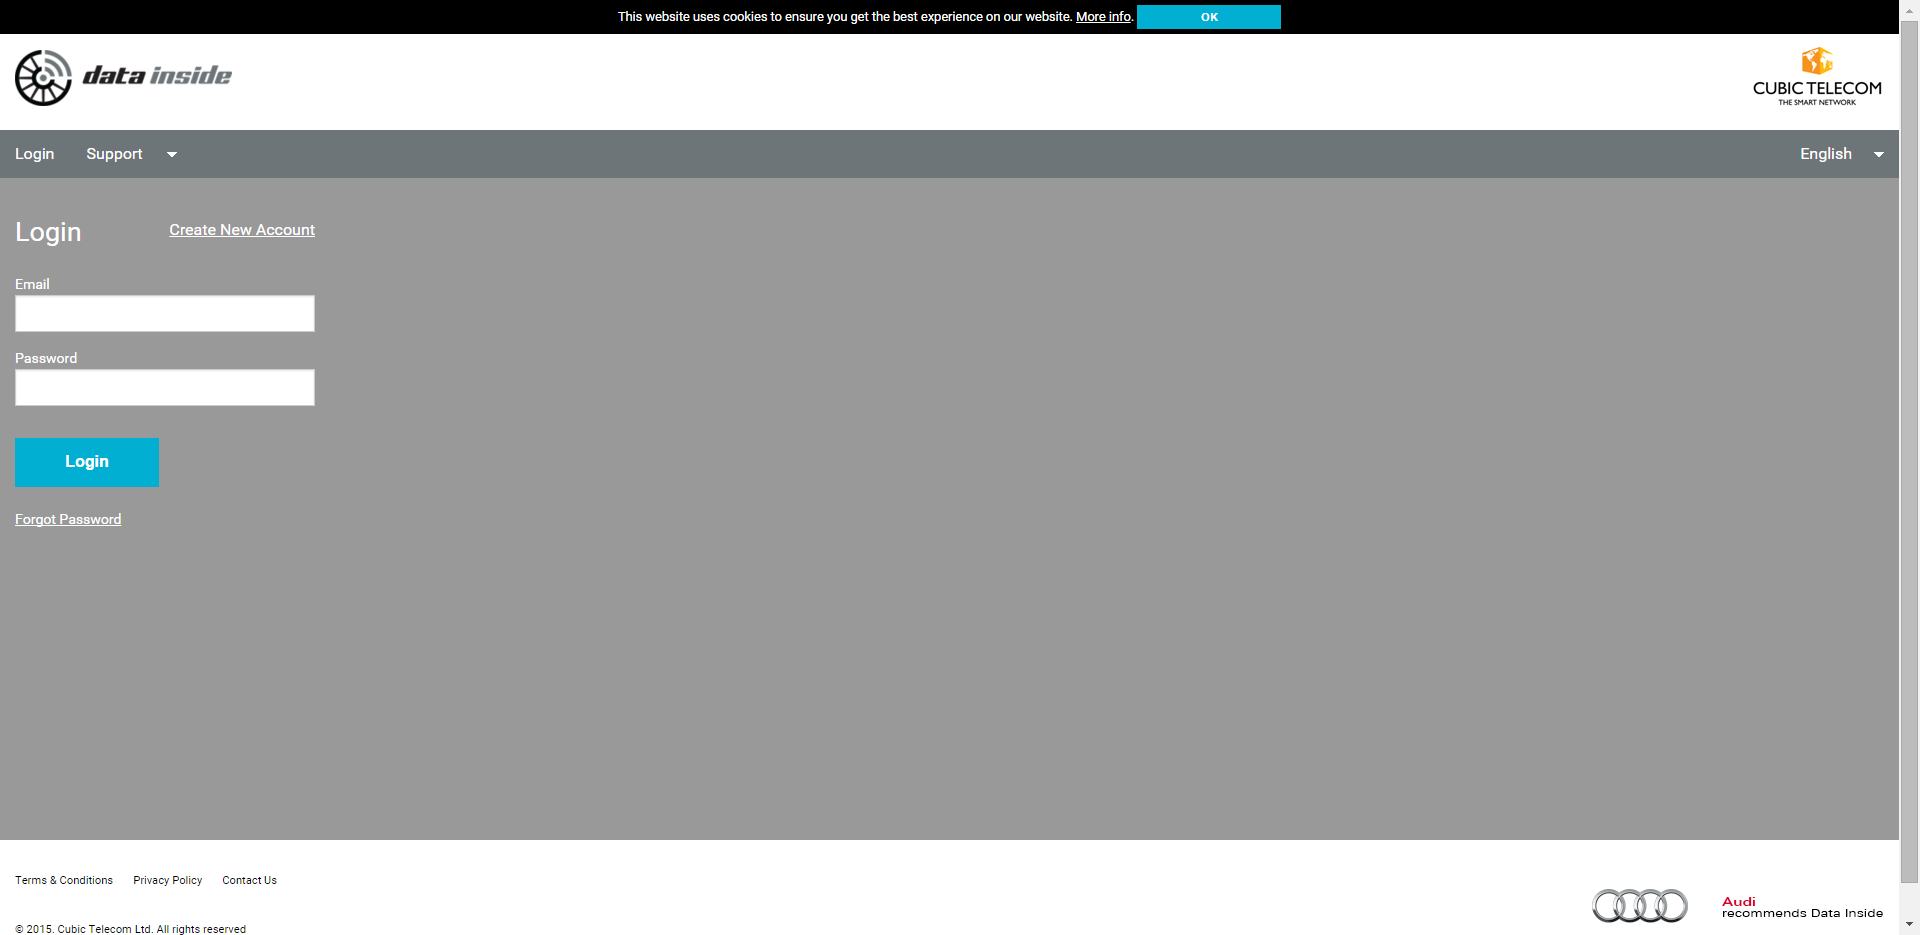 This website uses cookies to ensure you get the best experience on our website. More info. OK
data inside
CUBIC TELECOM
THE SMART NETWORK
Login Support English
Login Create New Account
Email
Password
Login
Forgot Password
Terms & Conditions Privacy Policy Contact Us
Audi
recommends Data Inside
© 2015. Cubic Telecom Ltd. All rights reserved